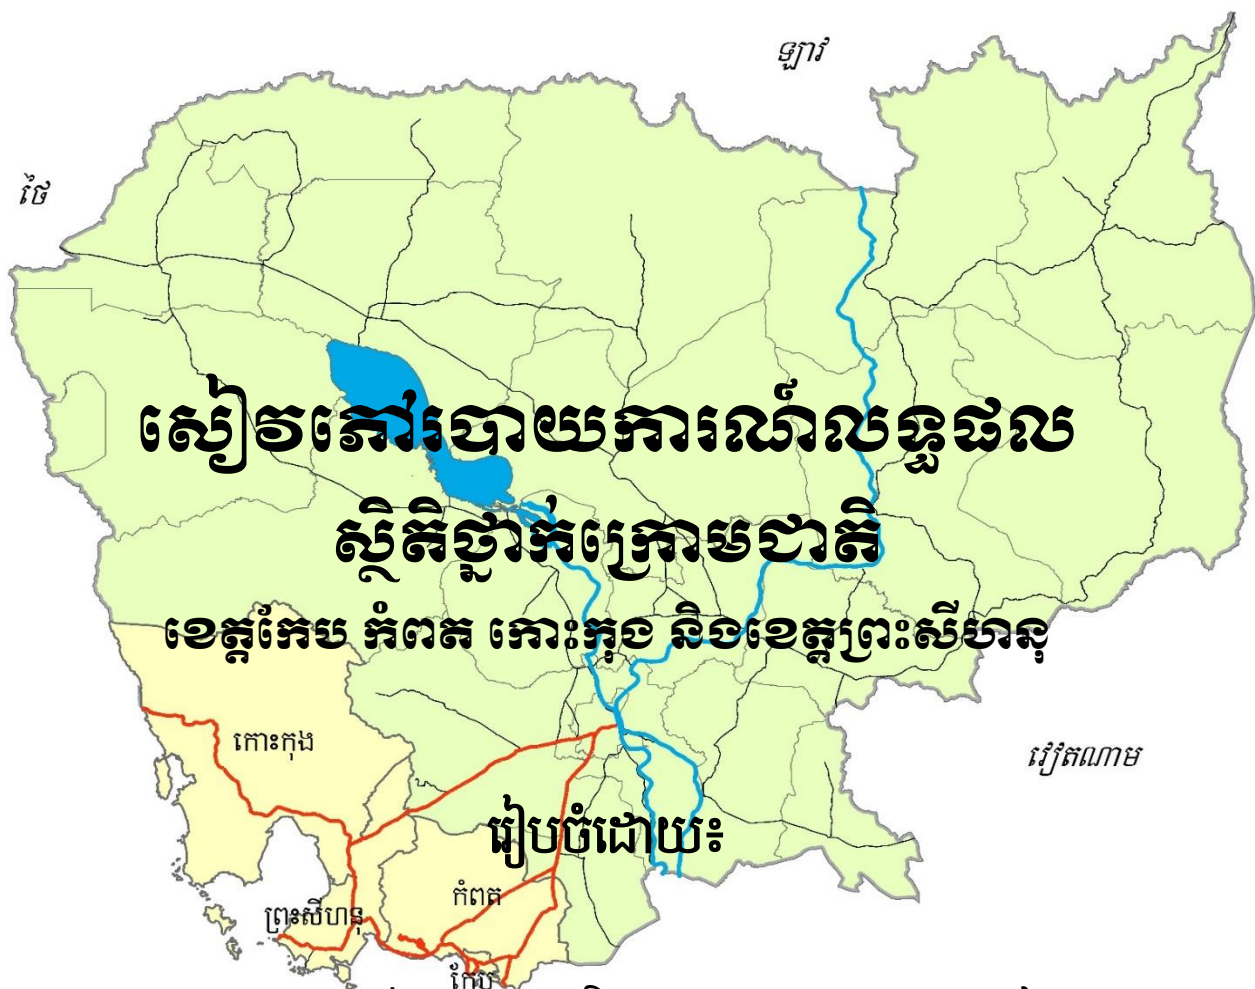 ឡាវ
ថៃ
សៀវភៅរបាយការណ៍លទ្ធផល
ស្ថិតិថ្នាក់ក្រោមជាតិ
ខេត្តកែប កំពត កោះកុង និងខេត្តព្រះសីហនុ
កោះកុង
វៀតណាម
រៀបចំដោយ៖
កំពត
ព្រះសីហនុ
កែប